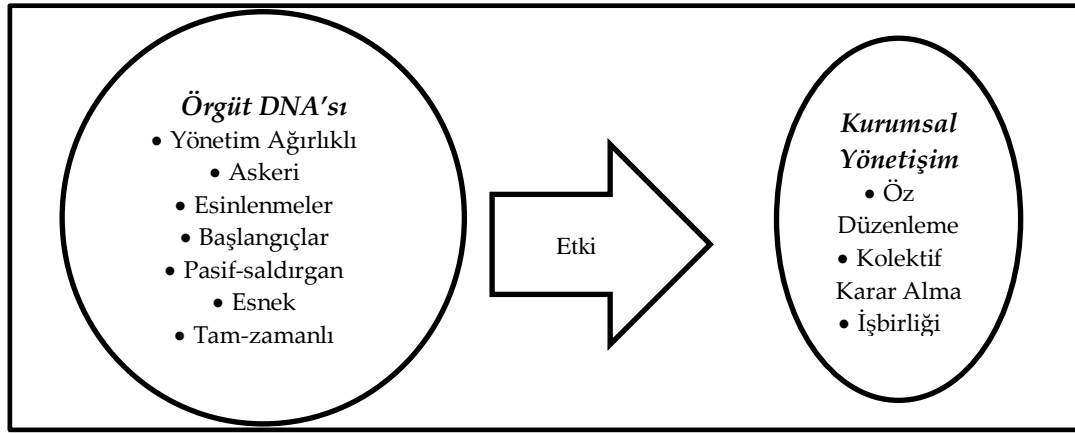 Örgüt DNA’sı
• Yönetim Ağırlıklı
• Askeri
• Esinlenmeler
• Başlangıçlar
• Pasif-saldırgan
• Esnek
• Tam-zamanlı
Etki
Kurumsal
Yönetişim
• Öz
Düzenleme
• Kolektif
Karar Alma
• İşbirliği